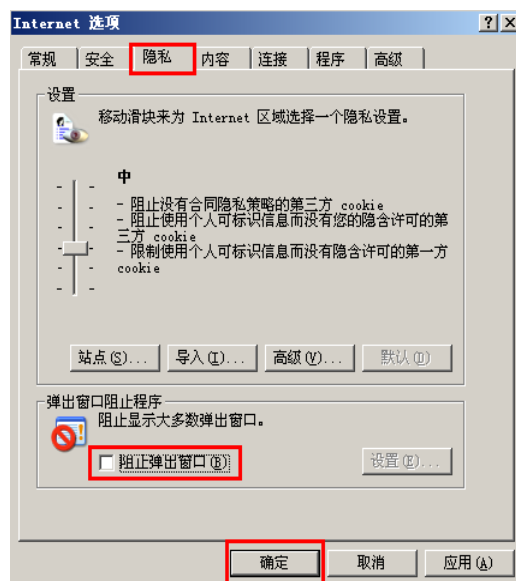 Internet 选项
常规 安全 隐私 内容 连接 程序 高级
设置
移动滑块来为 Internet 区域选择一个隐私设置。
中
- 阻止没有合同隐私策略的第三方 cookie
- 阻止使用个人可标识信息而没有您的隐含许可的第
三方 cookie
- 限制使用个人可标识信息而没有隐含许可的第一方
cookie
站点(S)... 导入(I)... 高级(V)... 默认(D)
弹出窗口阻止程序
阻止显示大多数弹出窗口。
阻止弹出窗口(B) 设置(E)...
确定 取消 应用(A)